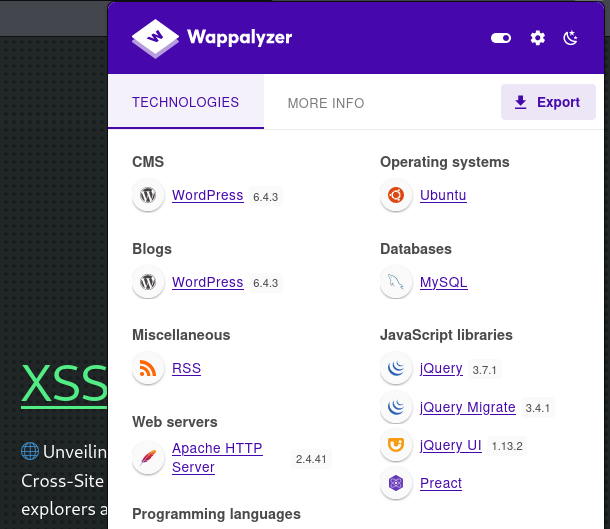 Wappalyzer
TECHNOLOGIES
MORE INFO
Export
CMS
WordPress 6.4.3
Blogs
WordPress 6.4.3
Miscellaneous
RSS
Web servers
Apache HTTP
Server 2.4.41
Programming languages
Operating systems
Ubuntu
Databases
MySQL
JavaScript libraries
jQuery 3.7.1
jQuery Migrate 3.4.1
jQuery UI 1.13.2
Preact
XSS
Unveilin
Cross-Site
explorers a